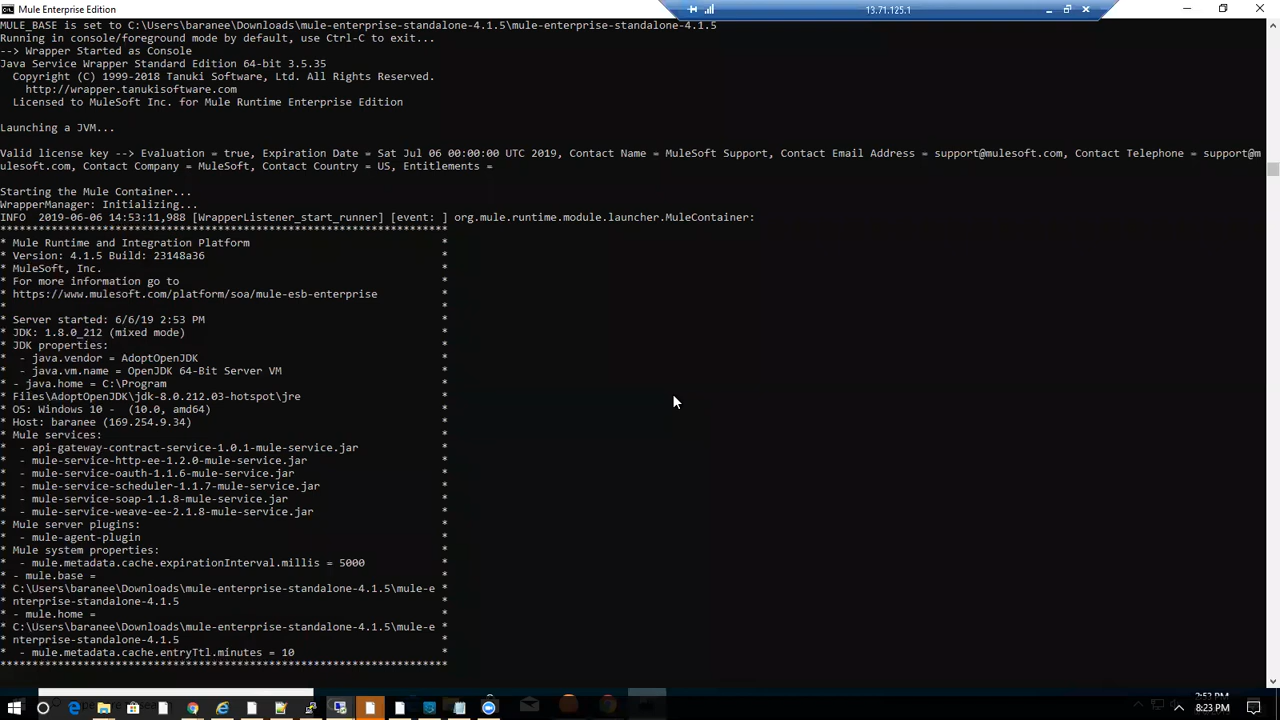 Mule Enterprise Edition
13.71.125.1
MULE_BASE is set to C:\Users\baranee\Downloads\mule-enterprise-standalone-4.1.5\mule-enterprise-standalone-4.1.5
Running in console/foreground mode by default, use Ctrl-C to exit...
--> Wrapper Started as Console
Java Service Wrapper Standard Edition 64-bit 3.5.35
Copyright (C) 1999-2018 Tanuki Software, Ltd. All Rights Reserved.
http://wrapper.tanukisoftware.com
Licensed to MuleSoft Inc. for Mule Runtime Enterprise Edition
Launching a JVM...
Valid license key --> Evaluation = true, Expiration Date = Sat Jul 06 00:00:00 UTC 2019, Contact Name = MuleSoft Support, Contact Email Address = support@mulesoft.com, Contact Telephone = support@m
ulesoft.com, Contact Company = MuleSoft, Contact Country = US, Entitlements =
Starting the Mule Container...
WrapperManager: Initializing...
INFO  2019-06-06 14:53:11,988 [WrapperListener_start_runner] [event: ] org.mule.runtime.module.launcher.MuleContainer:
**********************************************************************
* Mule Runtime and Integration Platform *
* Version: 4.1.5 Build: 23148a36 *
* MuleSoft, Inc. *
* For more information go to *
* https://www.mulesoft.com/platform/soa/mule-esb-enterprise *
* *
* Server started: 6/6/19 2:53 PM *
* JDK: 1.8.0_212 (mixed mode) *
* JDK properties: *
*  - java.vendor = AdoptOpenJDK *
*  - java.vm.name = OpenJDK 64-Bit Server VM *
* - java.home = C:\Program *
* Files\AdoptOpenJDK\jdk-8.0.212.03-hotspot\jre *
* OS: Windows 10 -  (10.0, amd64) *
* Host: baranee (169.254.9.34) *
* Mule services: *
*  - api-gateway-contract-service-1.0.1-mule-service.jar *
*  - mule-service-http-ee-1.2.0-mule-service.jar *
*  - mule-service-oauth-1.1.6-mule-service.jar *
*  - mule-service-scheduler-1.1.7-mule-service.jar *
*  - mule-service-soap-1.1.8-mule-service.jar *
*  - mule-service-weave-ee-2.1.8-mule-service.jar *
* Mule server plugins: *
*  - mule-agent-plugin *
* Mule system properties: *
*  - mule.metadata.cache.expirationInterval.millis = 5000 *
* - mule.base = *
* C:\Users\baranee\Downloads\mule-enterprise-standalone-4.1.5\mule-e *
* nterprise-standalone-4.1.5 *
* - mule.home = *
* C:\Users\baranee\Downloads\mule-enterprise-standalone-4.1.5\mule-e *
* nterprise-standalone-4.1.5 *
*  - mule.metadata.cache.entryTtl.minutes = 10 *
**********************************************************************
8:23 PM